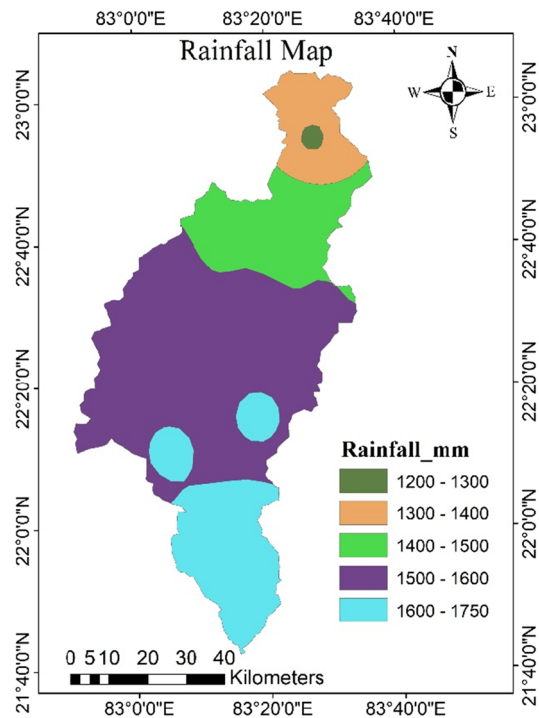 83°0'0"E 83°20'0"E 83°40'0"E
Rainfall Map
N
W E
S
23°0'0"N
23°0'0"N
22°40'0"N
22°40'0"N
22°20'0"N
22°20'0"N
22°0'0"N
22°0'0"N
21°40'0"N
21°40'0"N
Rainfall_mm
1200 - 1300
1300 - 1400
1400 - 1500
1500 - 1600
1600 - 1750
0 5 10 20 30 40
Kilometers
83°0'0"E 83°20'0"E 83°40'0"E